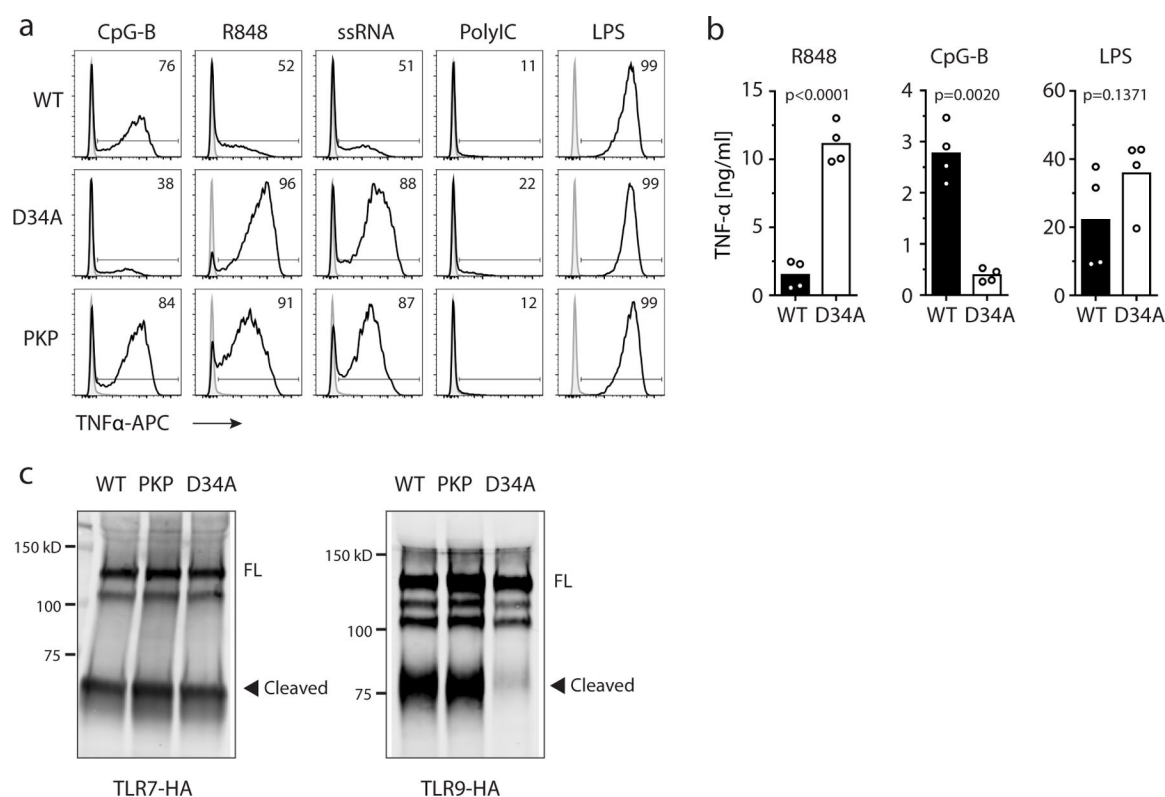 a
CpG-B R848 ssRNA PolyIC LPS
WT 76 52 51 11 99
D34A 38 96 88 22 99
PKP 84 91 87 12 99
TNFα-APC
b
R848 CpG-B LPS
TNF-α [ng/ml]
15 10 5 0
p<0.0001
WT D34A
4 3 2 1 0
p=0.0020
WT D34A
60 40 20 0
p=0.1371
WT D34A
c
WT PKP D34A
150 kD
FL
100
75
Cleaved
TLR7-HA
WT PKP D34A
150 kD
FL
100
75
Cleaved
TLR9-HA